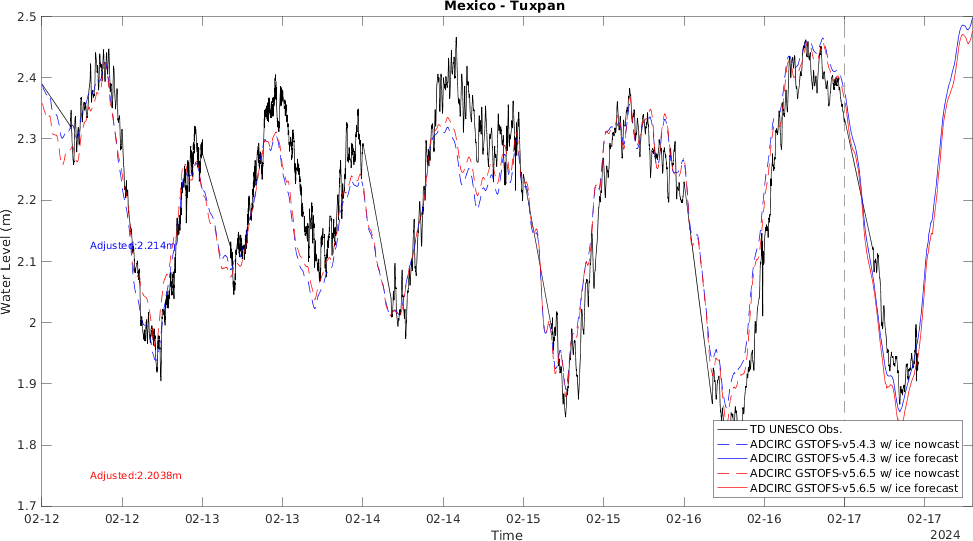 Mexico - Tuxpan
2.5
2.4
2.3
2.2
2.1
2
1.9
1.8
1.7
Water Level (m)
Adjusted:2.214m
Adjusted:2.2038m
TD UNESCO Obs.
ADCIRC GSTOFS-v5.4.3 w/ ice nowcast
ADCIRC GSTOFS-v5.4.3 w/ ice forecast
ADCIRC GSTOFS-v5.6.5 w/ ice nowcast
ADCIRC GSTOFS-v5.6.5 w/ ice forecast
02-12 02-12 02-13 02-13 02-14 02-14 02-15 02-15 02-16 02-16 02-17 02-17
Time
2024